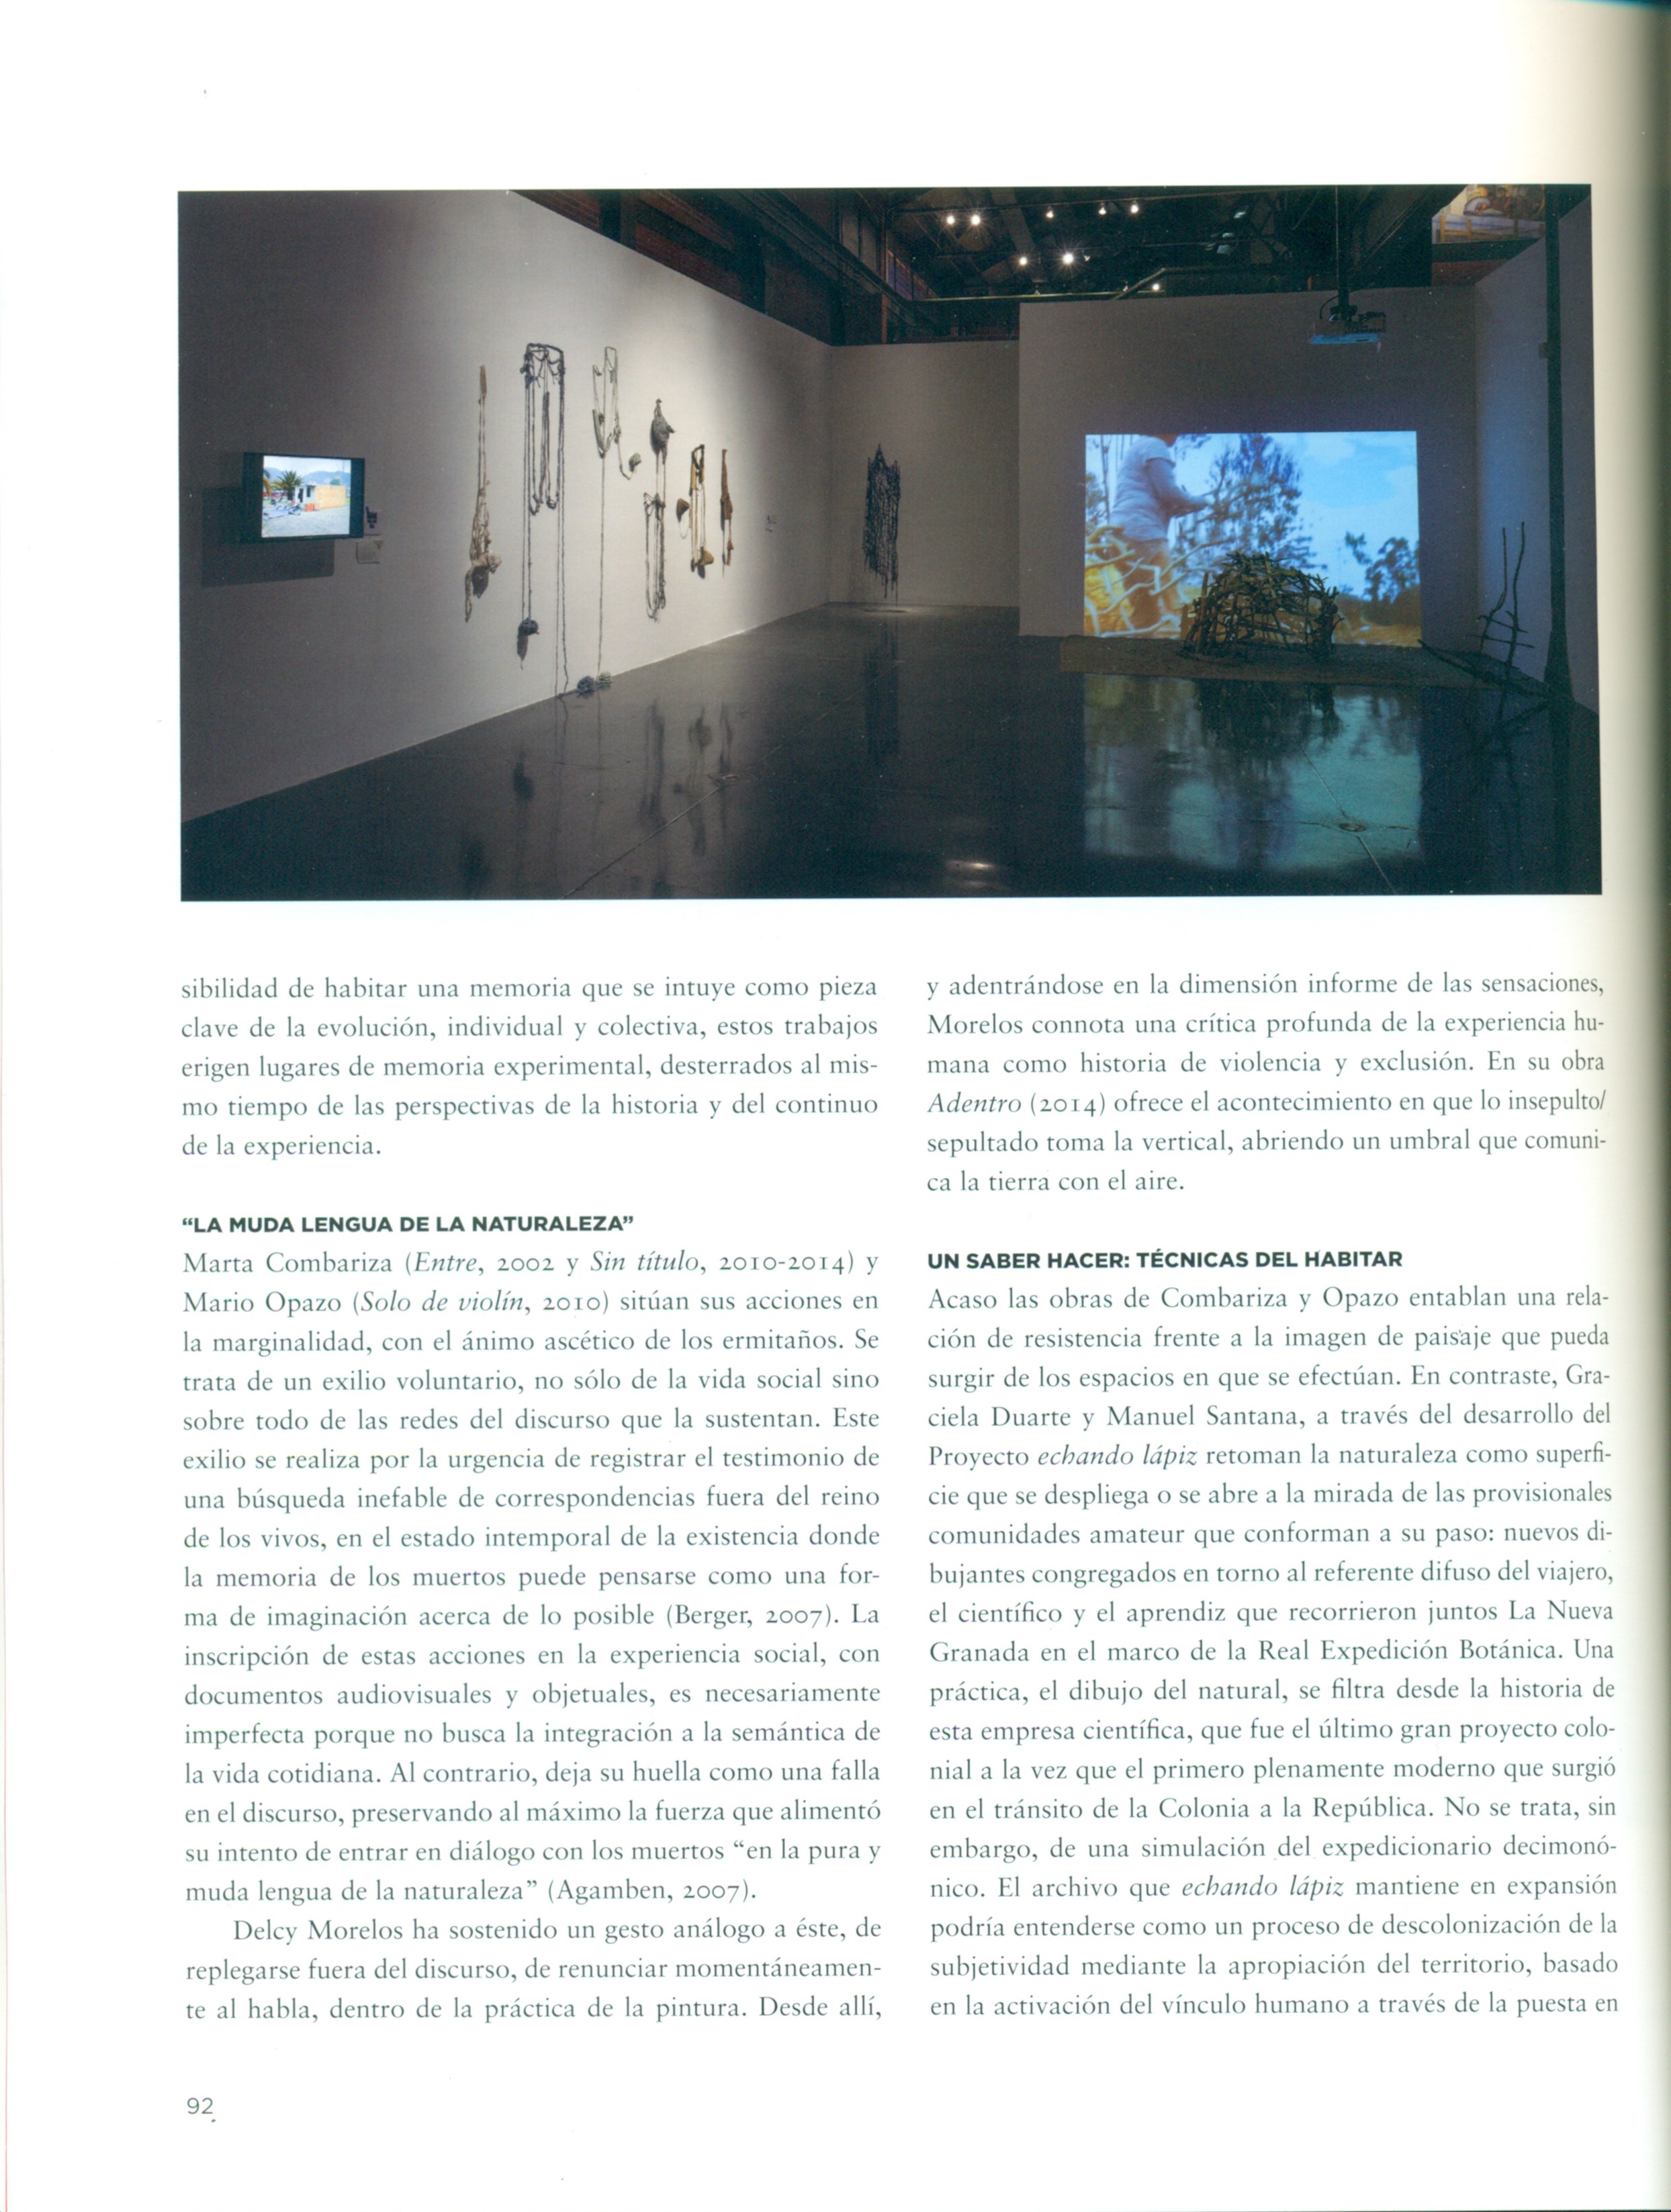 sibilidad de habitar una memoria que se intuye como pieza
clave de la evolución, individual y colectiva, estos trabajos
erigen lugares de memoria experimental, desterrados al mis-
mo tiempo de las perspectivas de la historia y del continuo
de la experiencia.
“LA MUDA LENGUA DE LA NATURALEZA”
Marta Combariza (Entre, 2002 y Sin título, 2010-2014) y
Mario Opazo (Solo de violín, 2010) sitúan sus acciones en
la marginalidad, con el ánimo ascético de los ermitaños. Se
trata de un exilio voluntario, no sólo de la vida social sino
sobre todo de las redes del discurso que la sustentan. Este
exilio se realiza por la urgencia de registrar el testimonio de
una búsqueda inefable de correspondencias fuera del reino
de los vivos, en el estado intemporal de la existencia donde
la memoria de los muertos puede pensarse como una for-
ma de imaginación acerca de lo posible (Berger, 2007). La
inscripción de estas acciones en la experiencia social, con
documentos audiovisuales y objetuales, es necesariamente
imperfecta porque no busca la integración a la semántica de
la vida cotidiana. Al contrario, deja su huella como una falla
en el discurso, preservando al máximo la fuerza que alimentó
su intento de entrar en diálogo con los muertos “en la pura y
muda lengua de la naturaleza” (Agamben, 2007).
Delcy Morelos ha sostenido un gesto análogo a éste, de
replegarse fuera del discurso, de renunciar momentáneamen-
te al habla, dentro de la práctica de la pintura. Desde allí,
y adentrándose en la dimensión informe de las sensaciones,
Morelos connota una crítica profunda de la experiencia hu-
mana como historia de violencia y exclusión. En su obra
Adentro (2014) ofrece el acontecimiento en que lo insepulto/
sepultado toma la vertical, abriendo un umbral que comuni-
ca la tierra con el aire.
UN SABER HACER: TÉCNICAS DEL HABITAR
Acaso las obras de Combariza y Opazo entablan una rela-
ción de resistencia frente a la imagen de paisaje que pueda
surgir de los espacios en que se efectúan. En contraste, Gra-
ciela Duarte y Manuel Santana, a través del desarrollo del
Proyecto echando lápiz retoman la naturaleza como superfi-
cie que se despliega o se abre a la mirada de las provisionales
comunidades amateur que conforman a su paso: nuevos di-
bujantes congregados en torno al referente difuso del viajero,
el científico y el aprendiz que recorrieron juntos La Nueva
Granada en el marco de la Real Expedición Botánica. Una
práctica, el dibujo del natural, se filtra desde la historia de
esta empresa científica, que fue el último gran proyecto colo-
nial a la vez que el primero plenamente moderno que surgió
en el tránsito de la Colonia a la República. No se trata, sin
embargo, de una simulación del expedicionario decimonó-
nico. El archivo que echando lápiz mantiene en expansión
podría entenderse como un proceso de descolonización de la
subjetividad mediante la apropiación del territorio, basado
en la activación del vínculo humano a través de la puesta en
92